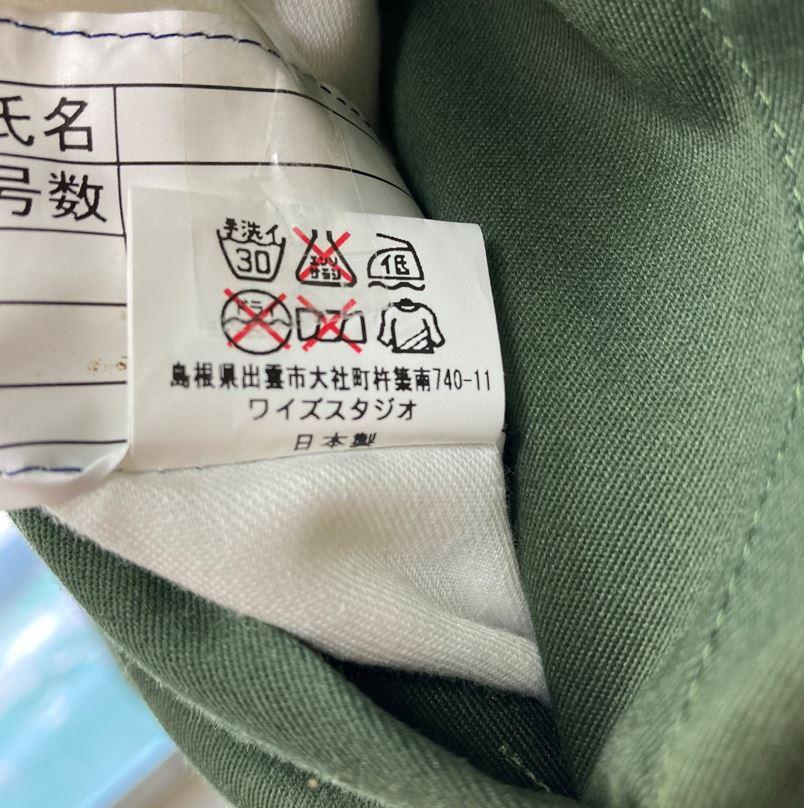 氏名
号数
手洗イ
30
エンソ
サラシ
低
ドライ
島根県出雲市大社町杵築南740-11
ワイズスタジオ
日本製